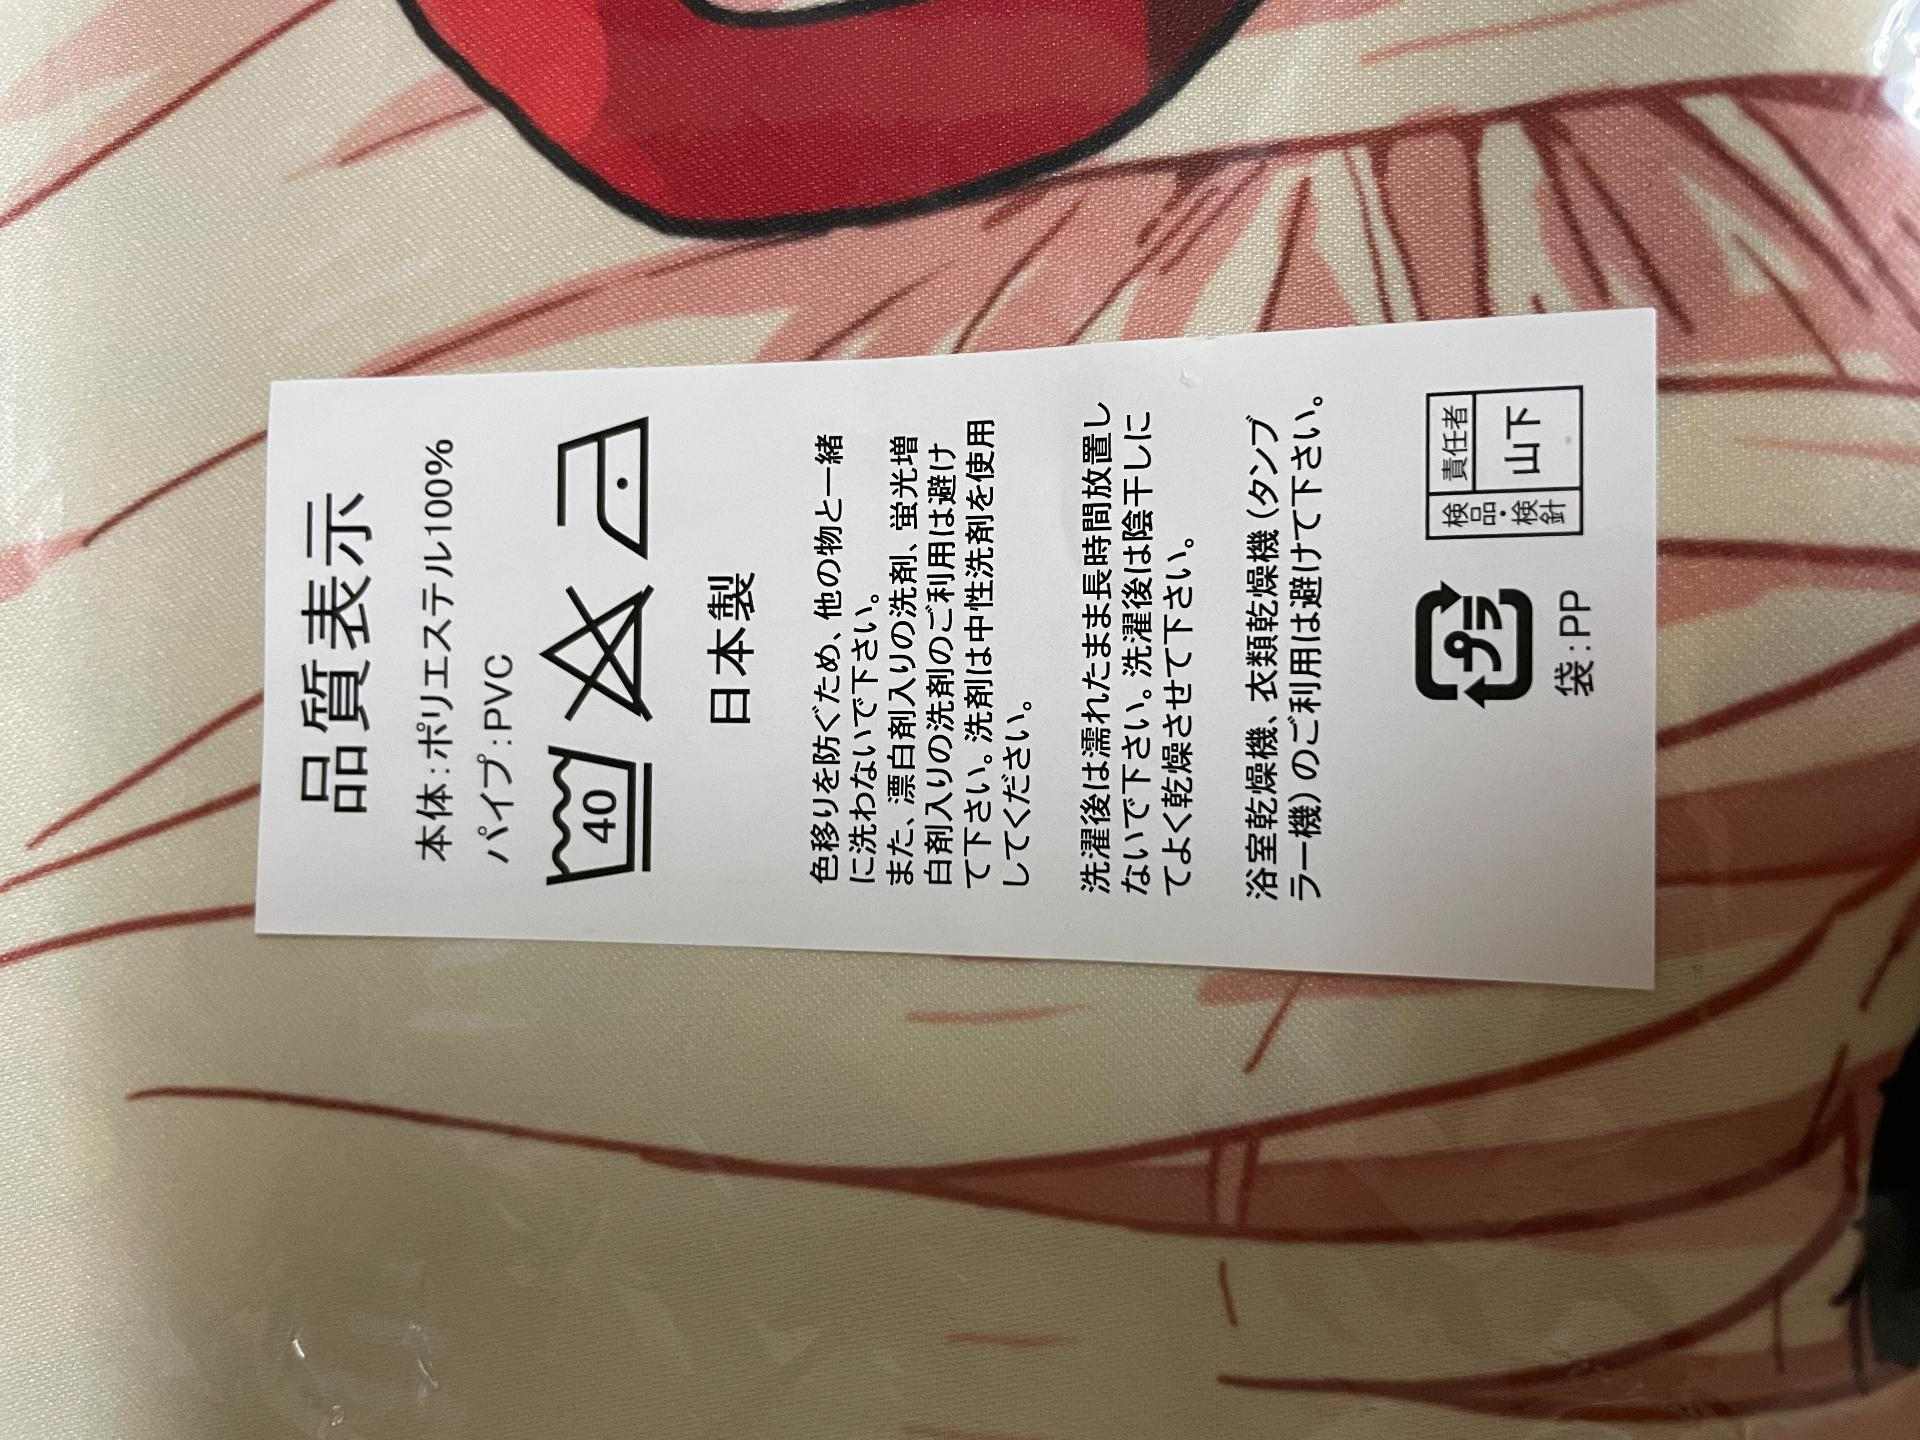 品質表示
本体:ポリエステル100%
パイプ:PVC
40
日本製
色移りを防ぐため、他の物と一緒
に洗わないで下さい。
また、漂白剤入りの洗剤、蛍光増
白剤入りの洗剤のご利用は避け
て下さい。洗剤は中性洗剤を使用
してください。
洗濯後は濡れたまま長時間放置し
ないで下さい。洗濯後は陰干しに
てよく乾燥させて下さい。
浴室乾燥機、衣類乾燥機(タンブ
ラー機)のご利用は避けて下さい。
プラ
袋:PP
検品・検針
責任者
山下